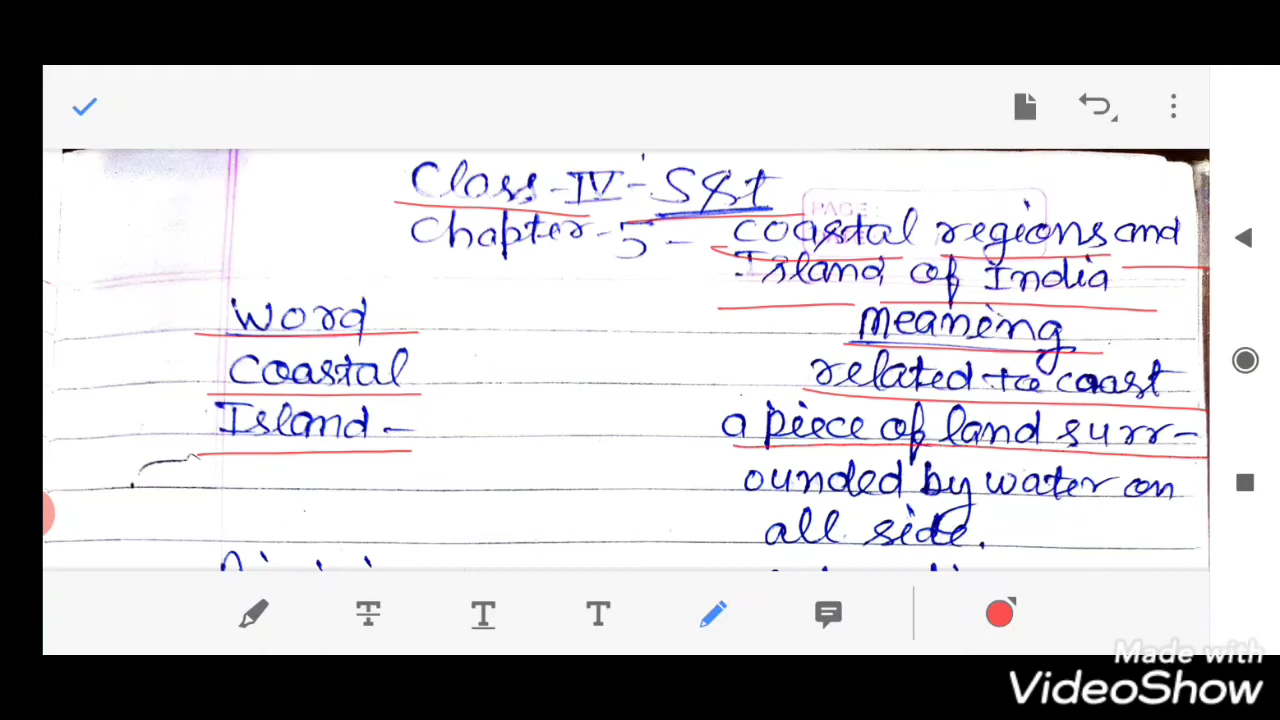 Class-IV-SSt
Chapter-5- coastal regions and
Island of India
Word meaning
Coastal related to coast
Island - a piece of land surr-
ounded by water on
all side.
PAGE
T T T
Made with
VideoShow